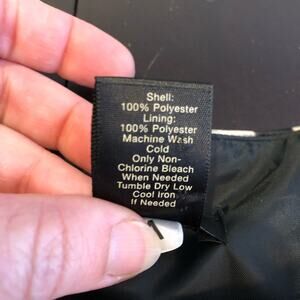 Shell:
100% Polyester
Lining:
100% Polyester
Machine Wash
Cold
Only Non-
Chlorine Bleach
When Needed
Tumble Dry Low
Cool Iron
If Needed